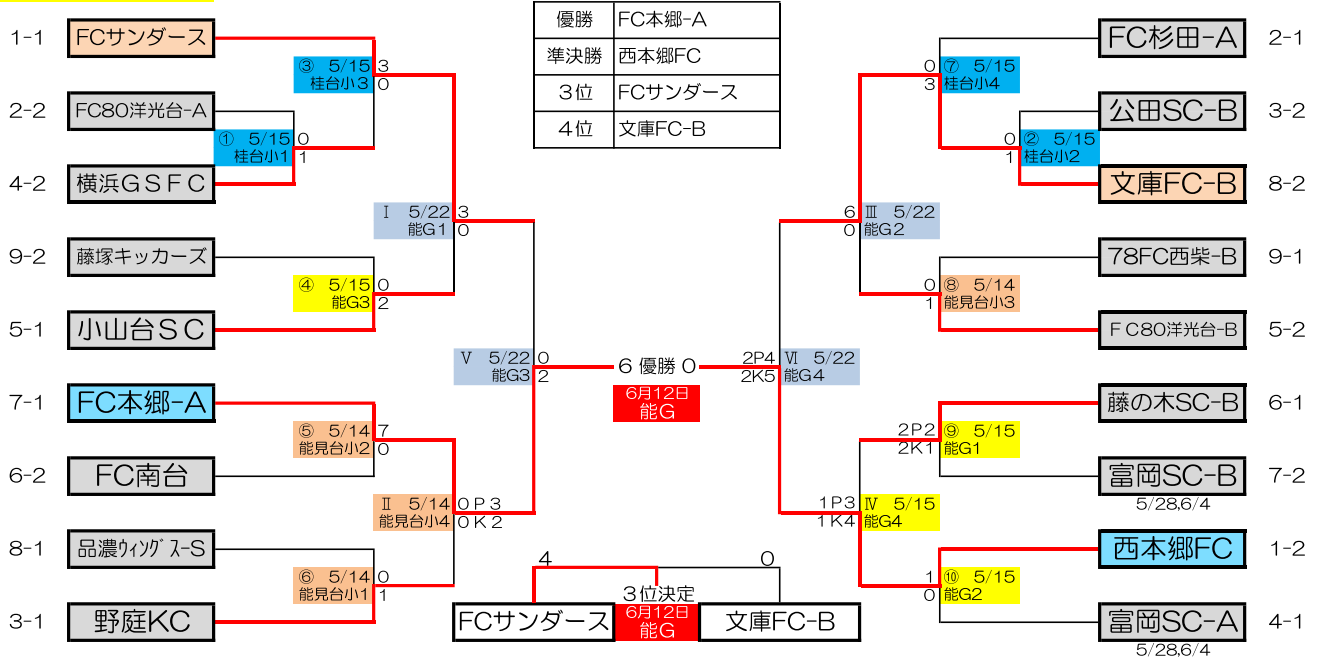 優勝 FC本郷-A
準決勝 西本郷FC
3位 FCサンダース
4位 文庫FC-B
1-1 FCサンダース
③ 5/15 3
桂台小3 0
2-2 FC80洋光台-A
① 5/15 0
桂台小1 1
4-2 横浜GSFC
Ⅰ 5/22 3
能G1 0
9-2 藤塚キッカーズ
④ 5/15 0
能G3 2
5-1 小山台SC
Ⅴ 5/22 0
能G3 2
7-1 FC本郷-A
⑤ 5/14 7
能見台小2 0
6-2 FC南台
Ⅱ 5/14 0P3
能見台小4 0K2
8-1 品濃ウィングス-S
⑥ 5/14 0
能見台小1 1
3-1 野庭KC
6 優勝 0
6月12日
能G
4 0
3位決定
6月12日
能G
FCサンダース 文庫FC-B
FC杉田-A 2-1
0 ⑦ 5/15
3 桂台小4
公田SC-B 3-2
0 ② 5/15
1 桂台小2
文庫FC-B 8-2
6 Ⅲ 5/22
0 能G2
78FC西柴-B 9-1
0 ⑧ 5/14
1 能見台小3
FC80洋光台-B 5-2
2P4 Ⅵ 5/22
2K5 能G4
藤の木SC-B 6-1
2P2 ⑨ 5/15
2K1 能G1
富岡SC-B 7-2
5/28,6/4
1P3 Ⅳ 5/15
1K4 能G4
西本郷FC 1-2
1 ⑩ 5/15
0 能G2
富岡SC-A 4-1
5/28,6/4